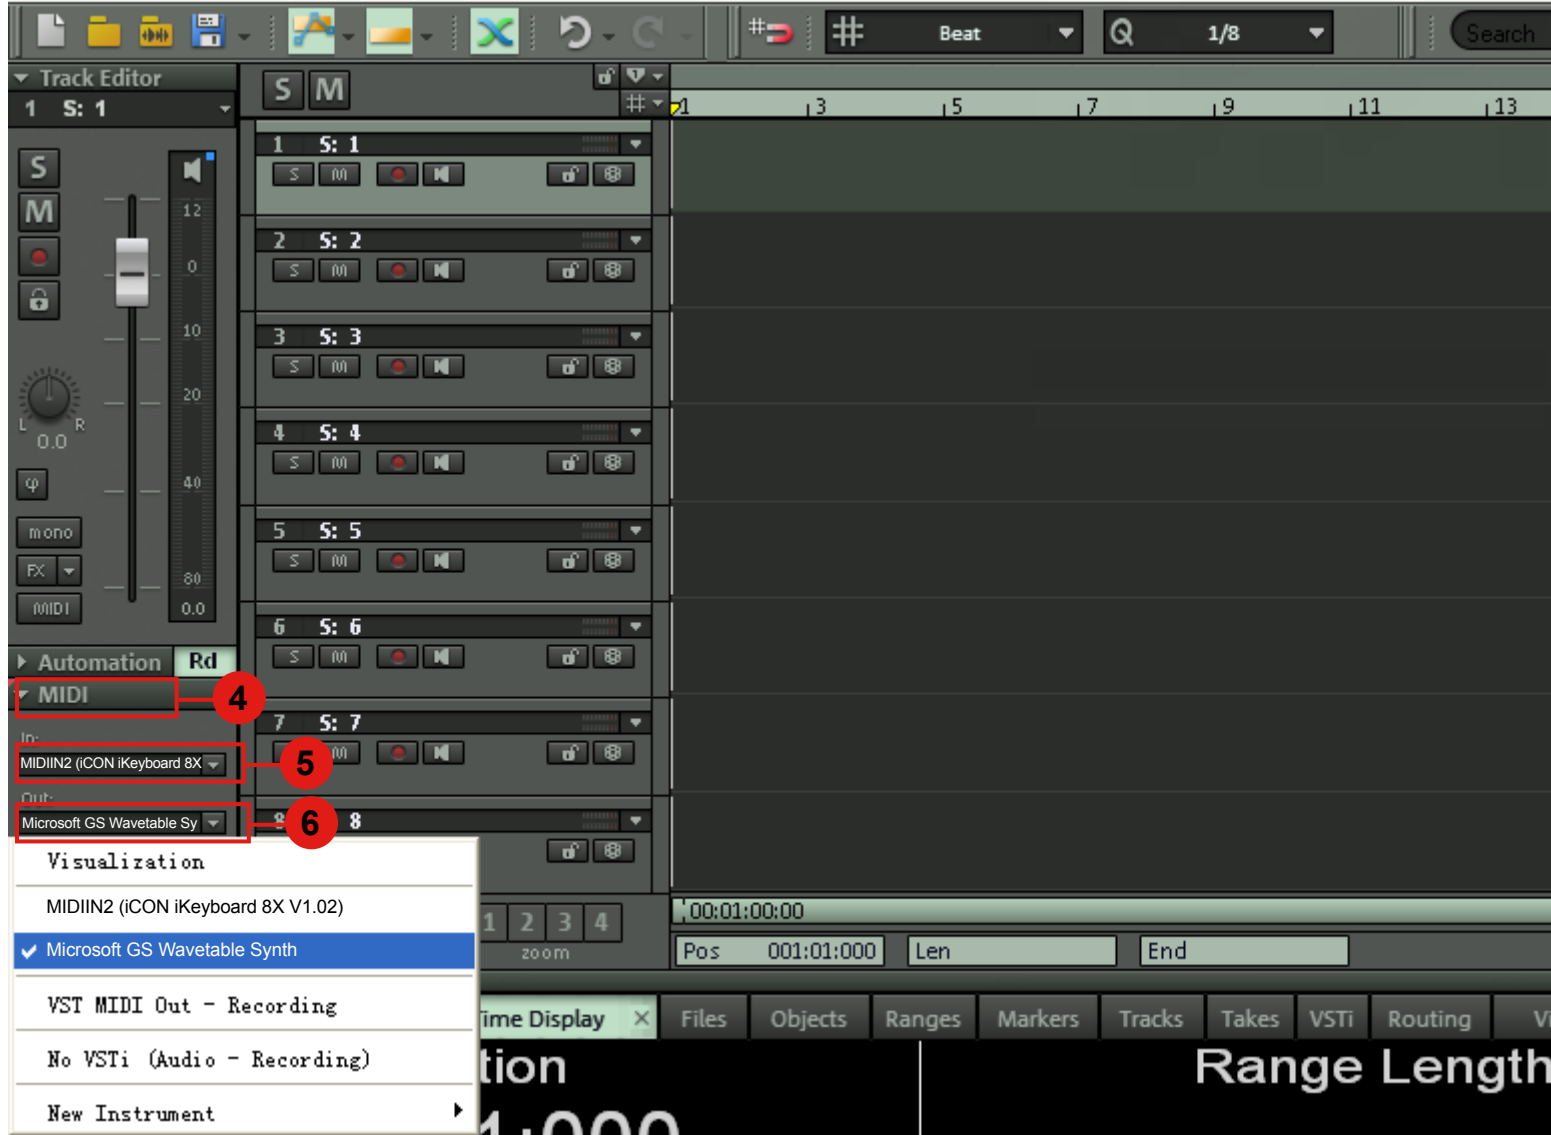 Beat
Q
1/8
Search
Track Editor
1 S: 1
S M
1 3 5 7 9 11 13
S
M
12
0
10
20
40
80
0.0
L R
0.0
φ
mono
FX
MIDI
1 S: 1
S M
2 S: 2
S M
3 S: 3
S M
4 S: 4
S M
5 S: 5
S M
6 S: 6
S M
7 S: 7
M
8 8
Automation Rd
MIDI
4
In:
MIDIIN2 (iCON iKeyboard 8X
5
Out:
Microsoft GS Wavetable Sy
6
Visualization
MIDIIN2 (iCON iKeyboard 8X V1.02)
Microsoft GS Wavetable Synth
VST MIDI Out - Recording
No VSTi (Audio - Recording)
New Instrument
1 2 3 4
zoom
00:01:00:00
Pos 001:01:000 Len End
ime Display × Files Objects Ranges Markers Tracks Takes VSTi Routing Vi
tion
Range Length
1:000